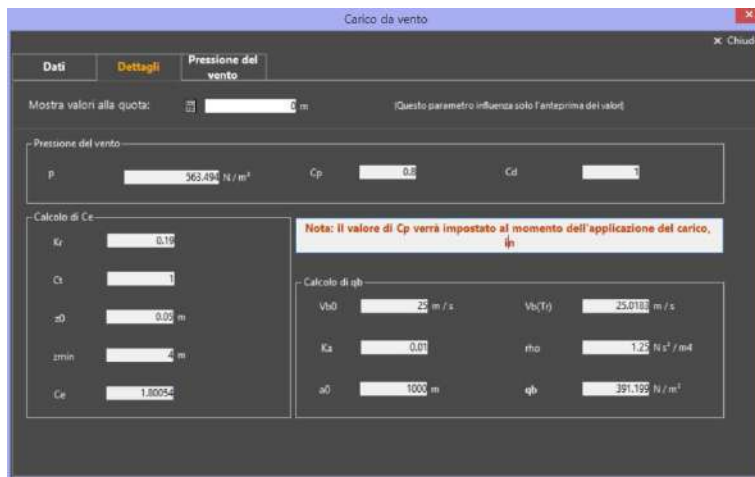 Carico da vento
Chiudi
Dati
Dettagli
Pressione del
vento
Mostra valori alla quota:
0 m
(Questo parametro influenza solo l'anteprima dei valori)
Pressione del vento
p
563.494 N / m²
Cp
0.8
Cd
1
Calcolo di Ce
Kr
0.19
Ct
1
z0
0.05 m
zmin
4 m
Ce
1.80054
Nota: il valore di Cp verrà impostato al momento dell'applicazione del carico,
in
Calcolo di qb
Vb0
25 m / s
Vb(Tr)
25.0183 m / s
Ka
0.01
rho
1.25 N s² / m4
a0
1000 m
qb
391.199 N / m²